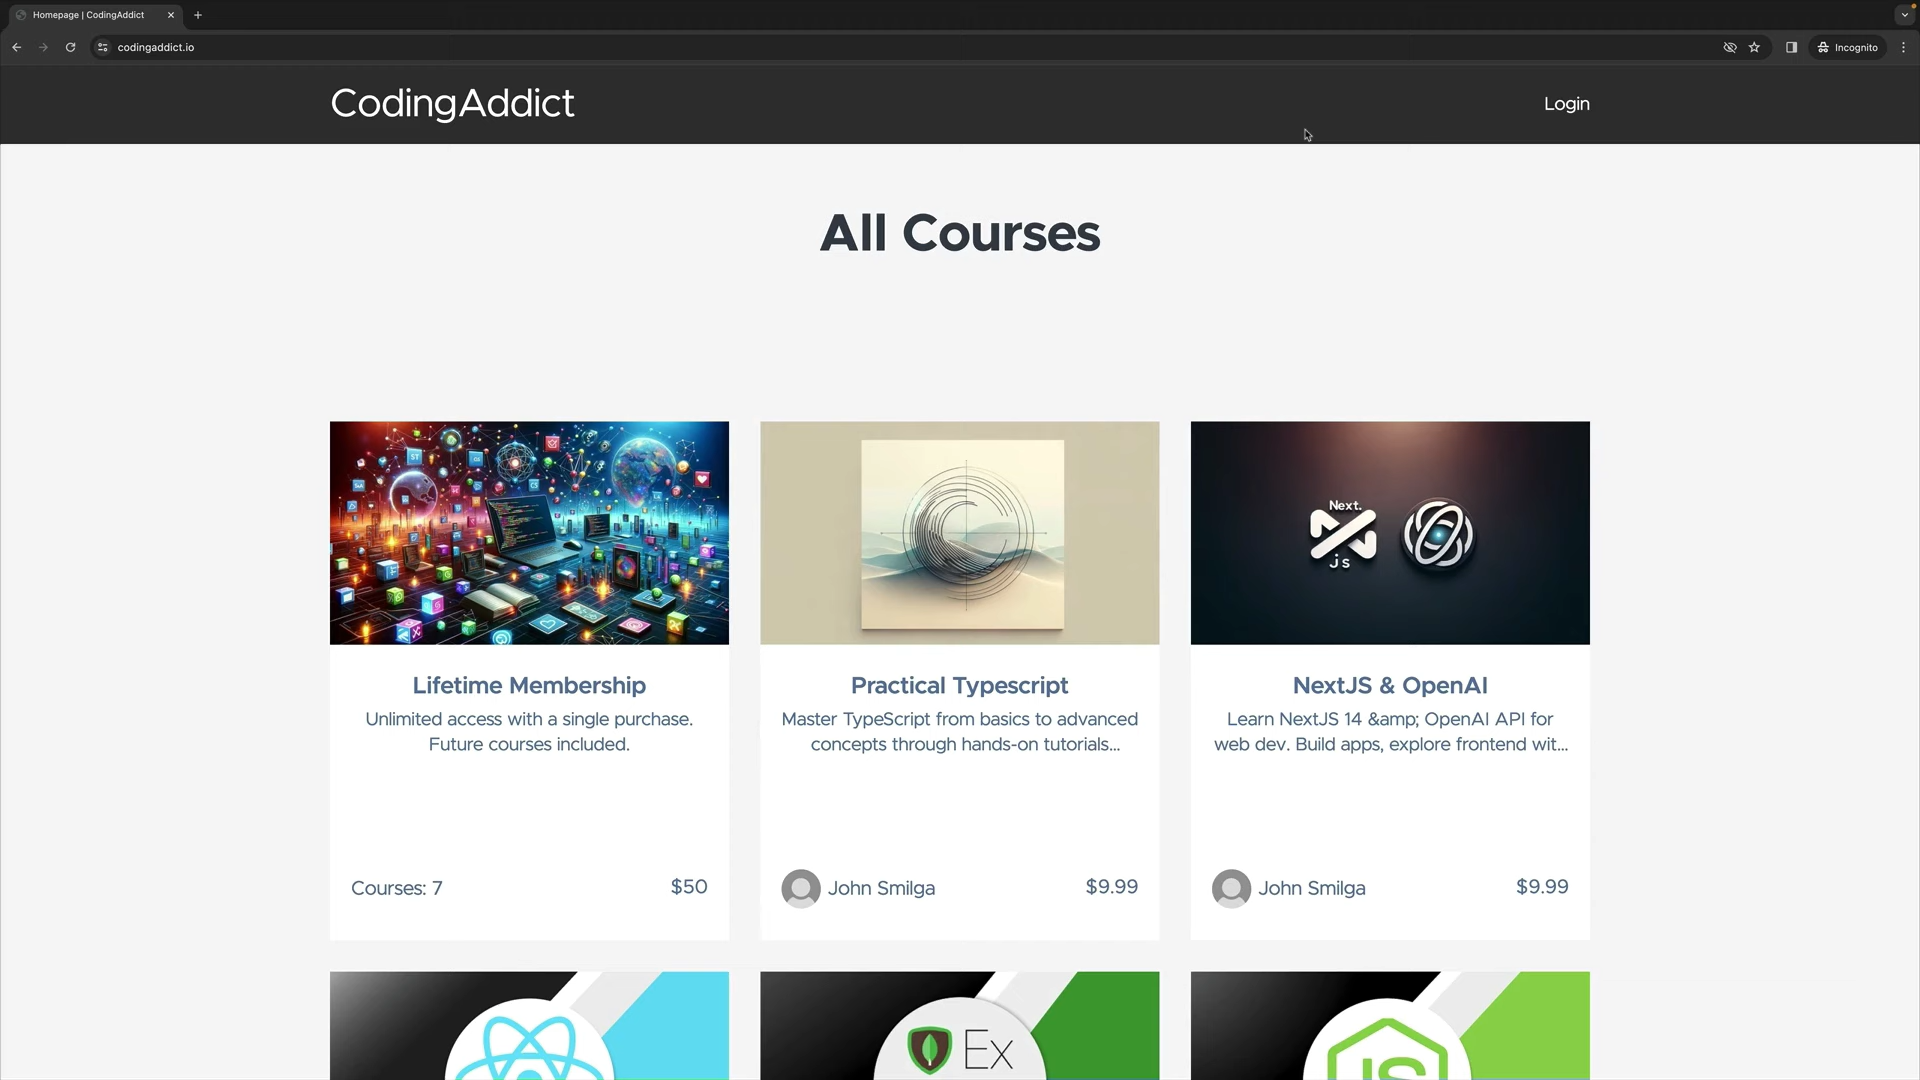 Homepage | CodingAddict
codingaddict.io
Incognito
CodingAddict
Login
All Courses
Next.
js
Lifetime Membership
Unlimited access with a single purchase.
Future courses included.
Courses: 7
$50
Practical Typescript
Master TypeScript from basics to advanced
concepts through hands-on tutorials...
John Smilga
$9.99
NextJS & OpenAI
Learn NextJS 14 &amp; OpenAI API for
web dev. Build apps, explore frontend wit...
John Smilga
$9.99
Ex
JS